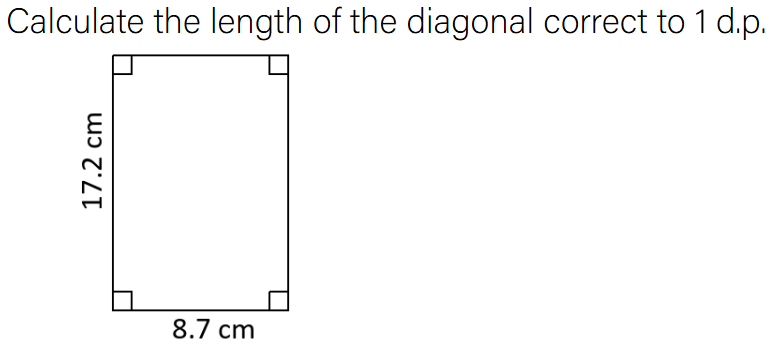 Calculate the length of the diagonal correct to 1 d.p.
17.2 cm
8.7 cm